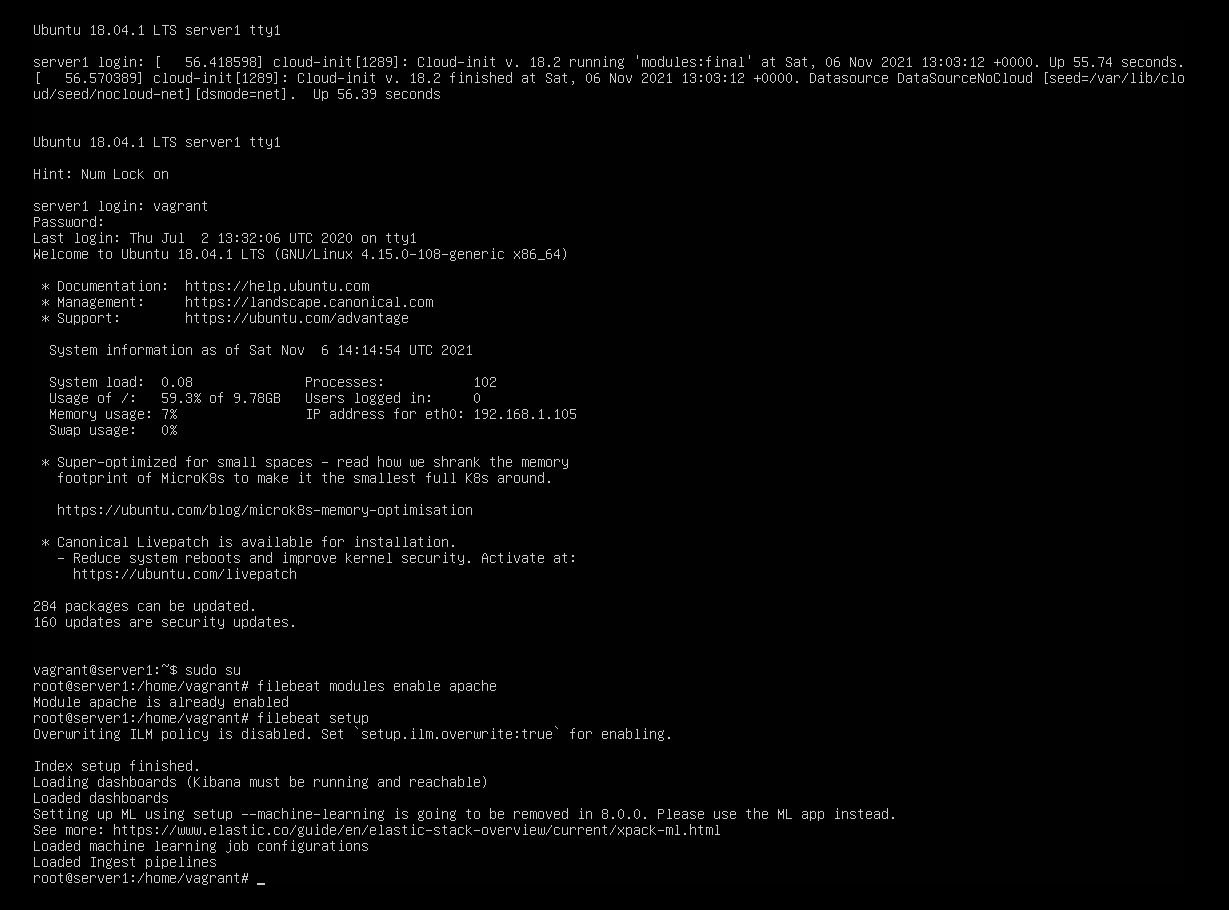 Ubuntu 18.04.1 LTS server1 tty1
server1 login: [   56.418598] cloud-init[1289]: Cloud-init v. 18.2 running 'modules:final' at Sat, 06 Nov 2021 13:03:12 +0000. Up 55.74 seconds.
[   56.570389] cloud-init[1289]: Cloud-init v. 18.2 finished at Sat, 06 Nov 2021 13:03:12 +0000. Datasource DataSourceNoCloud [seed=/var/lib/clo
ud/seed/nocloud-net][dsmode=net].  Up 56.39 seconds
Ubuntu 18.04.1 LTS server1 tty1
Hint: Num Lock on
server1 login: vagrant
Password:
Last login: Thu Jul  2 13:32:06 UTC 2020 on tty1
Welcome to Ubuntu 18.04.1 LTS (GNU/Linux 4.15.0-108-generic x86_64)
 * Documentation:  https://help.ubuntu.com
 * Management:     https://landscape.canonical.com
 * Support:        https://ubuntu.com/advantage
  System information as of Sat Nov  6 14:14:54 UTC 2021
  System load:  0.08              Processes:           102
  Usage of /:   59.3% of 9.78GB   Users logged in:     0
  Memory usage: 7%                IP address for eth0: 192.168.1.105
  Swap usage:   0%
 * Super-optimized for small spaces - read how we shrank the memory
   footprint of MicroK8s to make it the smallest full K8s around.
   https://ubuntu.com/blog/microk8s-memory-optimisation
 * Canonical Livepatch is available for installation.
   - Reduce system reboots and improve kernel security. Activate at:
     https://ubuntu.com/livepatch
284 packages can be updated.
160 updates are security updates.
vagrant@server1:~$ sudo su
root@server1:/home/vagrant# filebeat modules enable apache
Module apache is already enabled
root@server1:/home/vagrant# filebeat setup
Overwriting ILM policy is disabled. Set `setup.ilm.overwrite:true` for enabling.
Index setup finished.
Loading dashboards (Kibana must be running and reachable)
Loaded dashboards
Setting up ML using setup --machine-learning is going to be removed in 8.0.0. Please use the ML app instead.
See more: https://www.elastic.co/guide/en/elastic-stack-overview/current/xpack-ml.html
Loaded machine learning job configurations
Loaded Ingest pipelines
root@server1:/home/vagrant# _